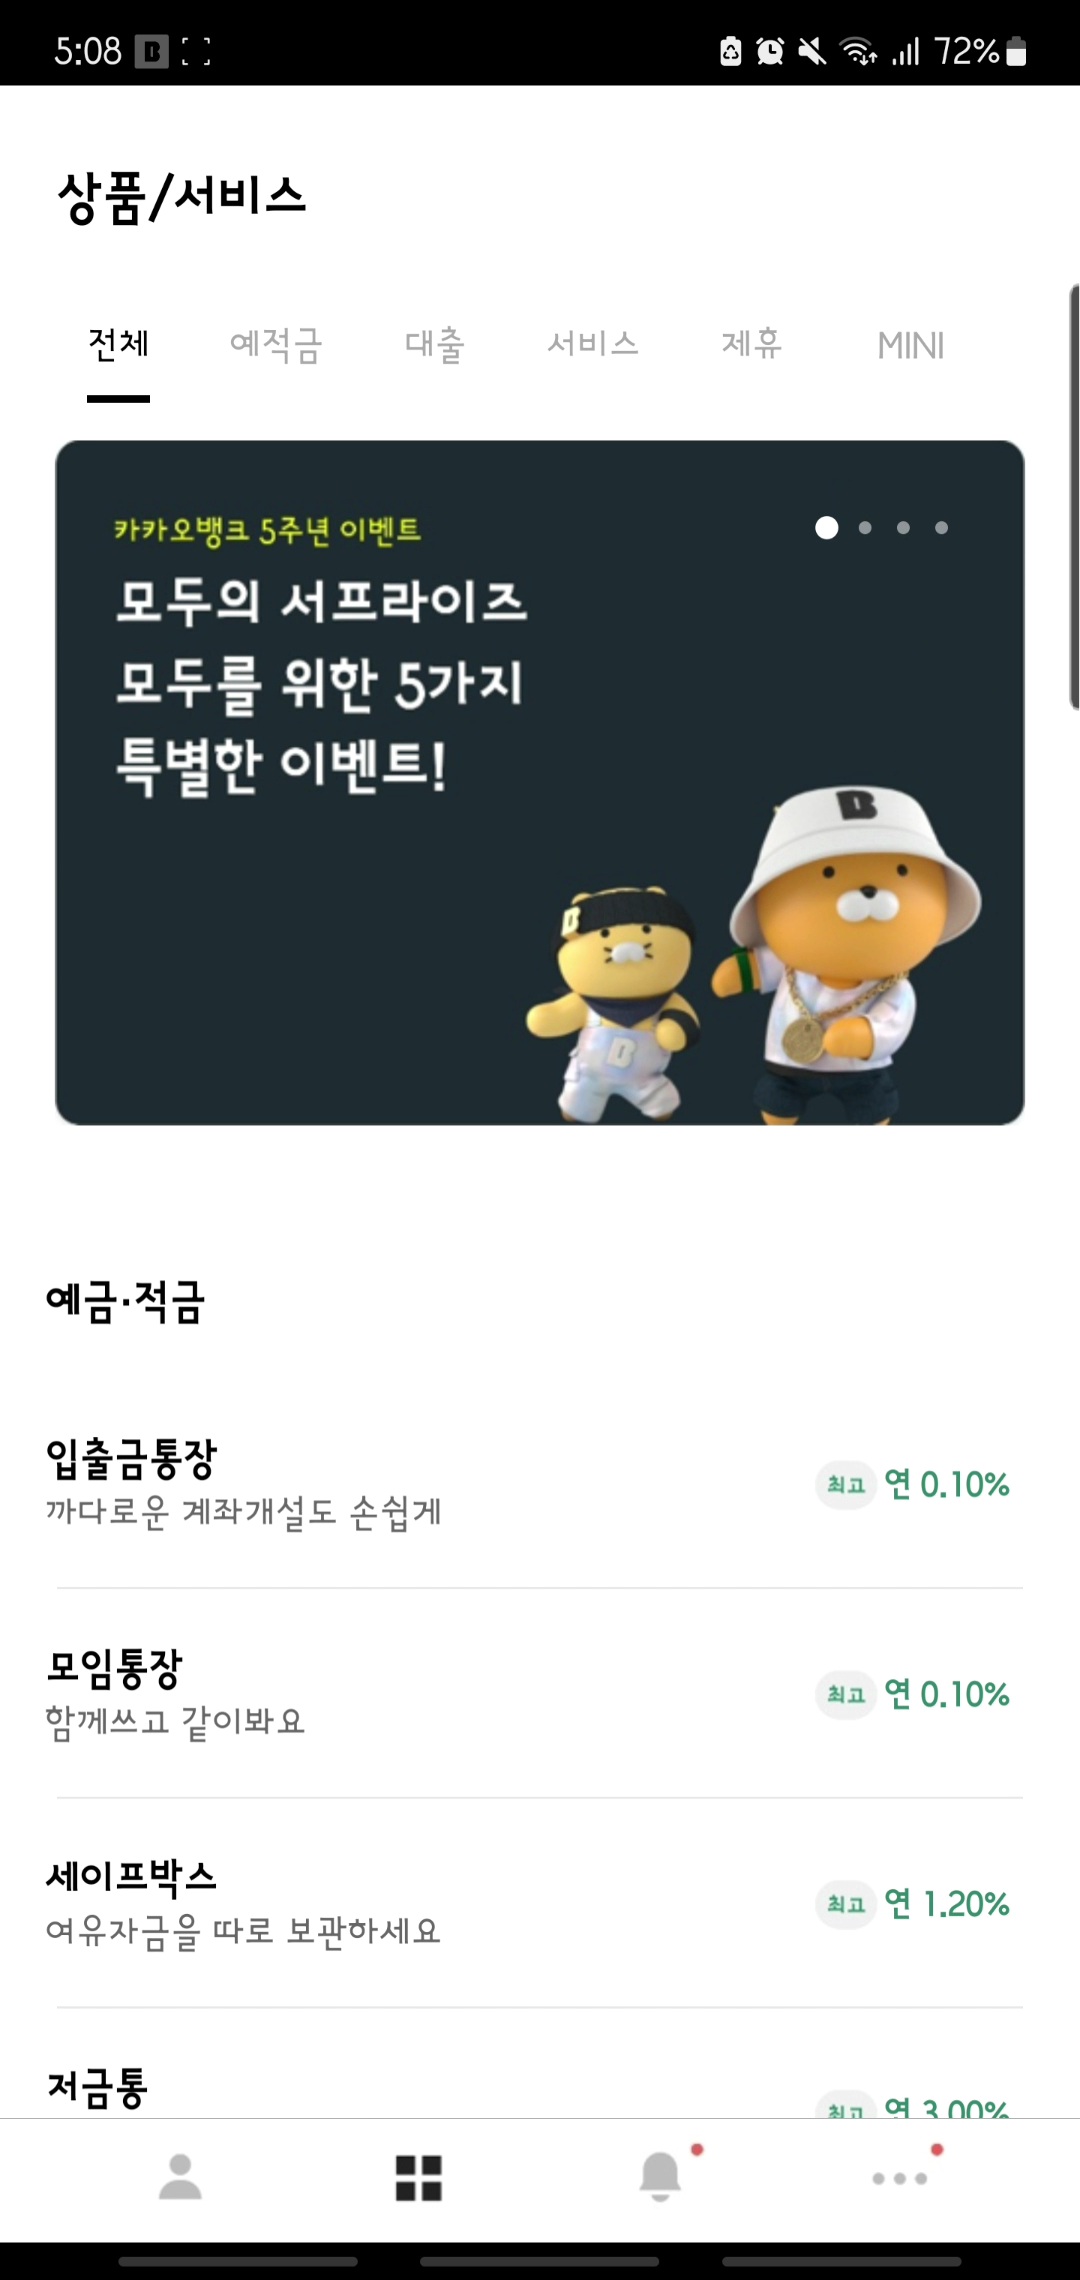 5:08 B 72%
상품/서비스
전체 예적금 대출 서비스 제휴 MINI
카카오뱅크 5주년 이벤트
모두의 서프라이즈
모두를 위한 5가지
특별한 이벤트!
B
B
B
예금·적금
입출금통장
까다로운 계좌개설도 손쉽게
최고 연 0.10%
모임통장
함께쓰고 같이봐요
최고 연 0.10%
세이프박스
여유자금을 따로 보관하세요
최고 연 1.20%
저금통
최고 연 3.00%